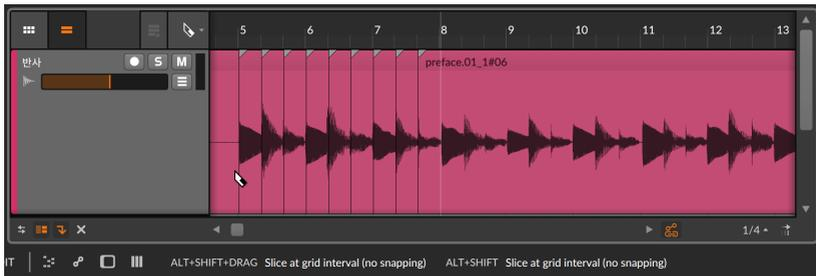 5 6 7 8 9 10 11 12 13
반사 S M
preface.01_1#06
1/4
IT ALT+SHIFT+DRAG Slice at grid interval (no snapping) ALT+SHIFT Slice at grid interval (no snapping)